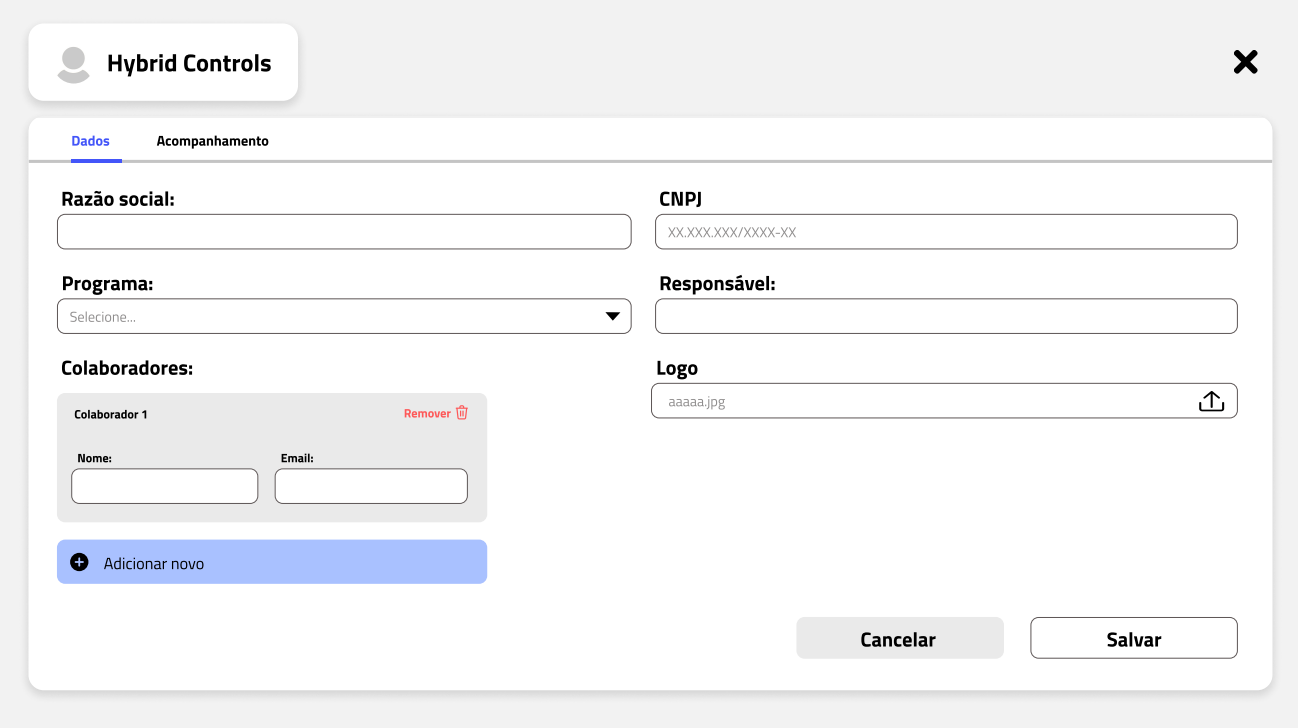 Hybrid Controls
Dados Acompanhamento
Razão social: CNPJ
XX.XXX.XXX/XXXX-XX
Programa: Responsável:
Selecione...
Colaboradores: Logo
aaaaa.jpg
Colaborador 1 Remover
Nome: Email:
Adicionar novo
Cancelar Salvar